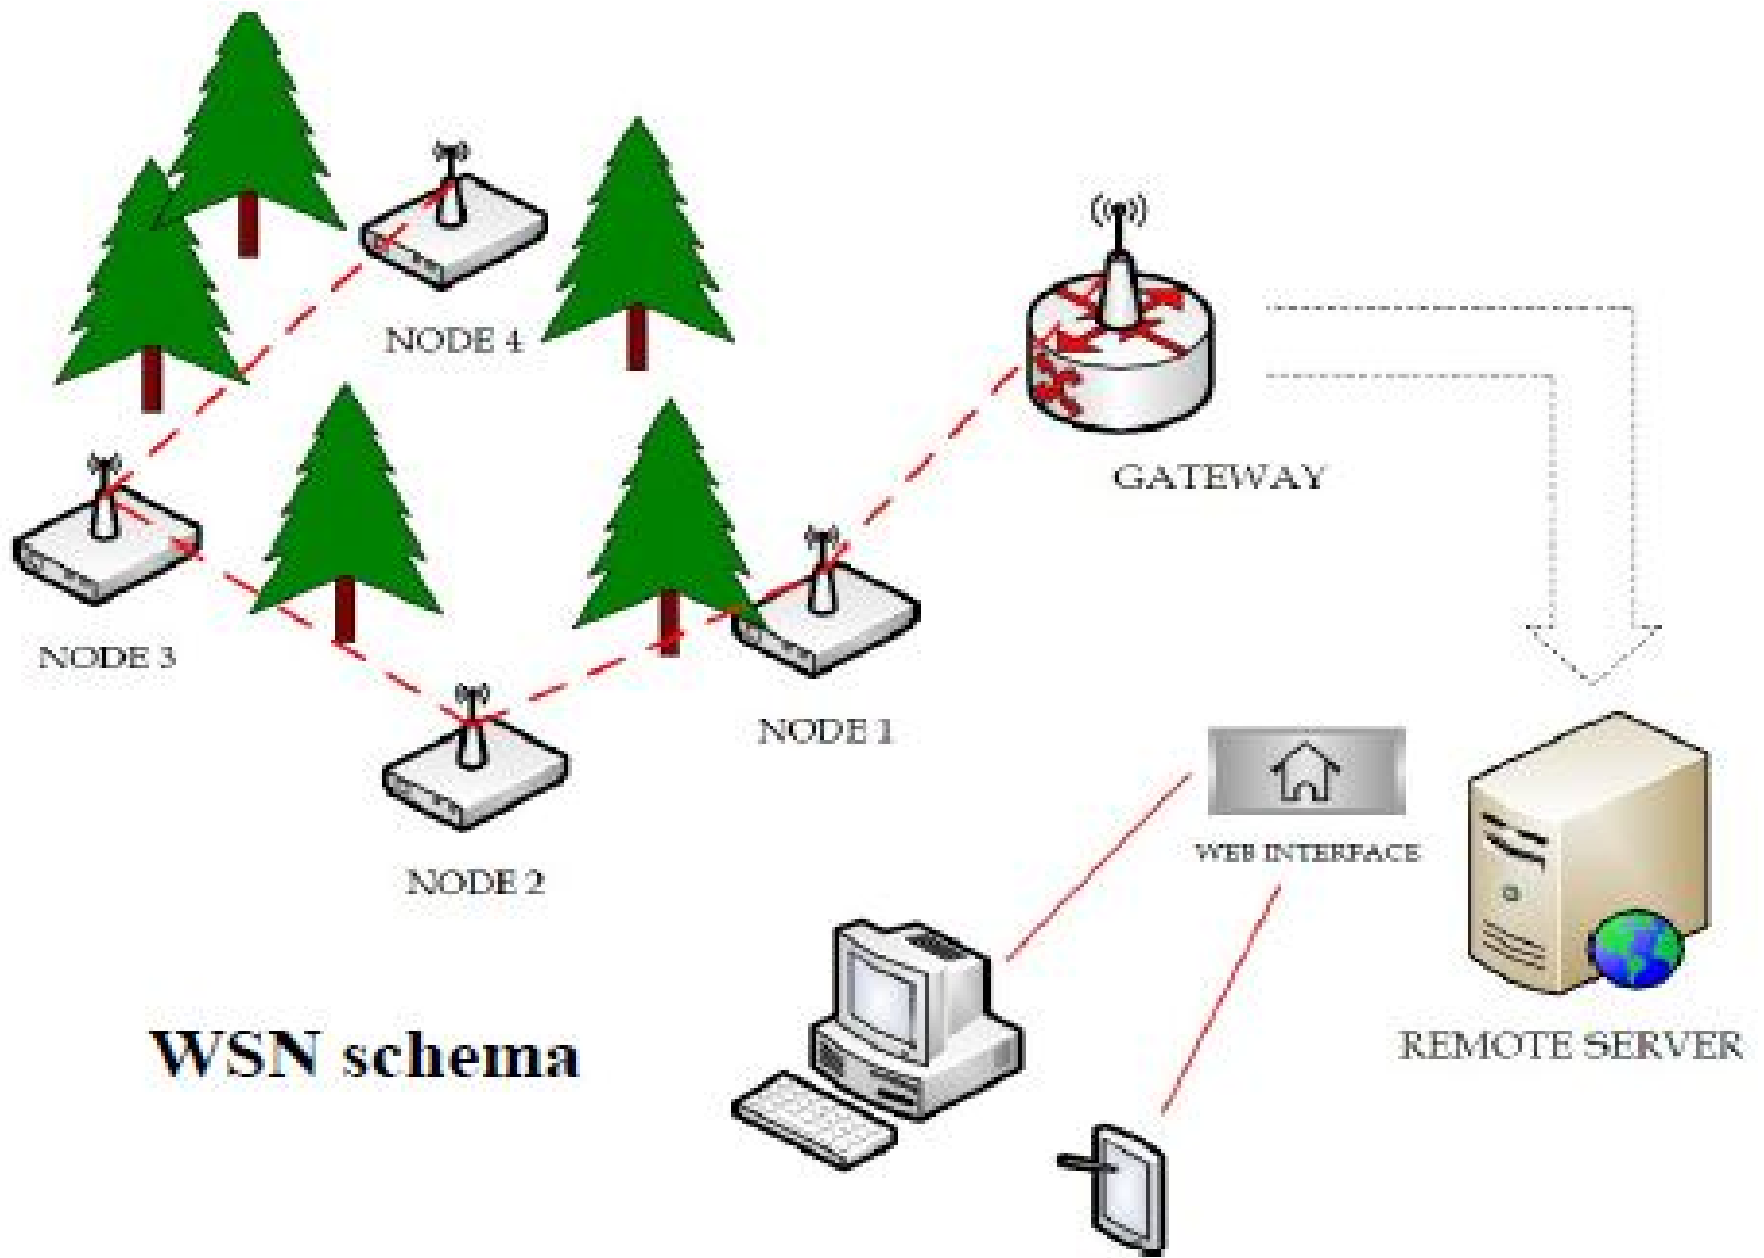 NODE 4
GATEWAY
NODE 3
NODE 1
NODE 2
WEB INTERFACE
REMOTE SERVER
WSN schema